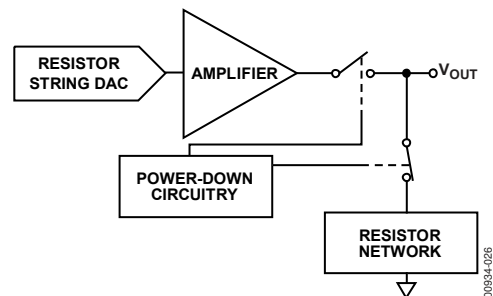 RESISTOR
STRING DAC
AMPLIFIER
VOUT
POWER-DOWN
CIRCUITRY
RESISTOR
NETWORK
00934-026